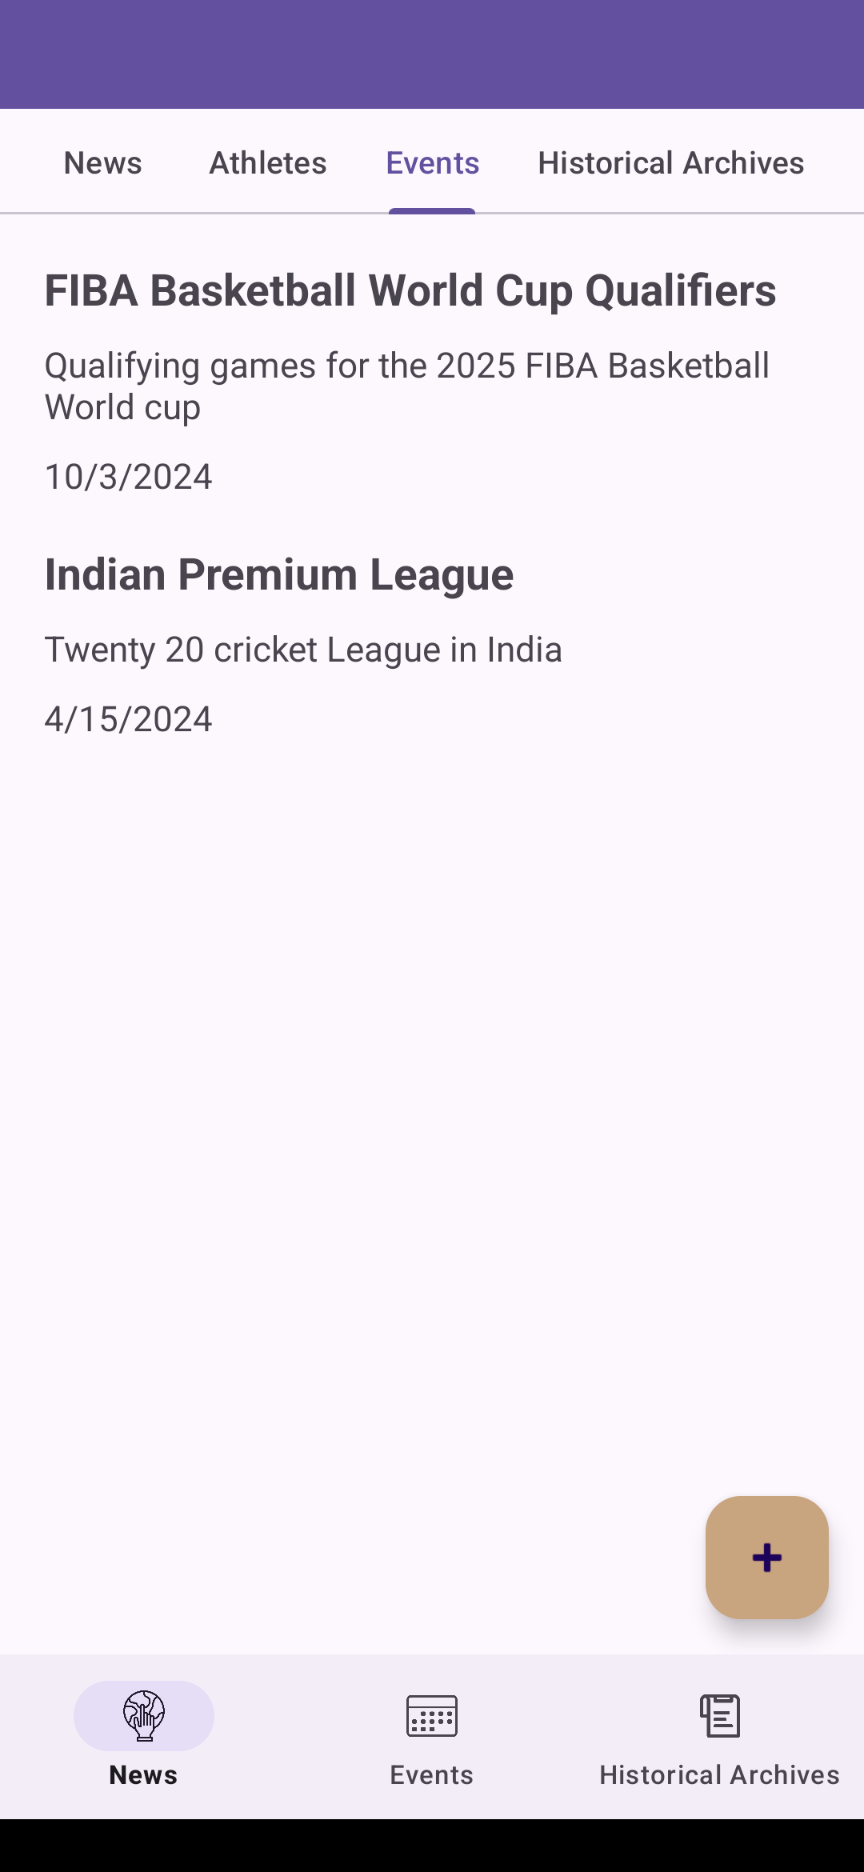 News
Athletes
Events
Historical Archives
FIBA Basketball World Cup Qualifiers
Qualifying games for the 2025 FIBA Basketball
World cup
10/3/2024
Indian Premium League
Twenty 20 cricket League in India
4/15/2024
+
News
Events
Historical Archives